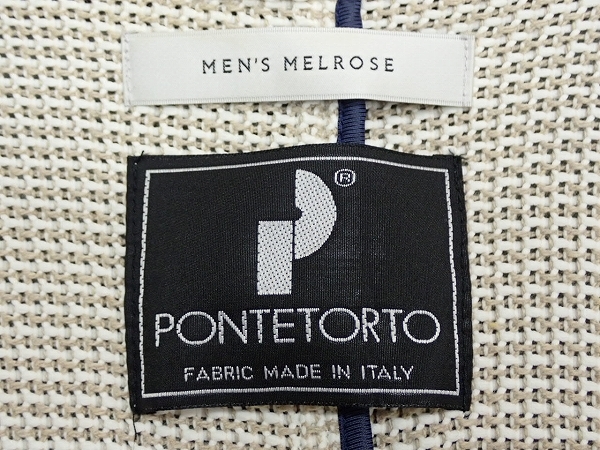 MEN'S MELROSE
P®
PONTETORTO
FABRIC MADE IN ITALY